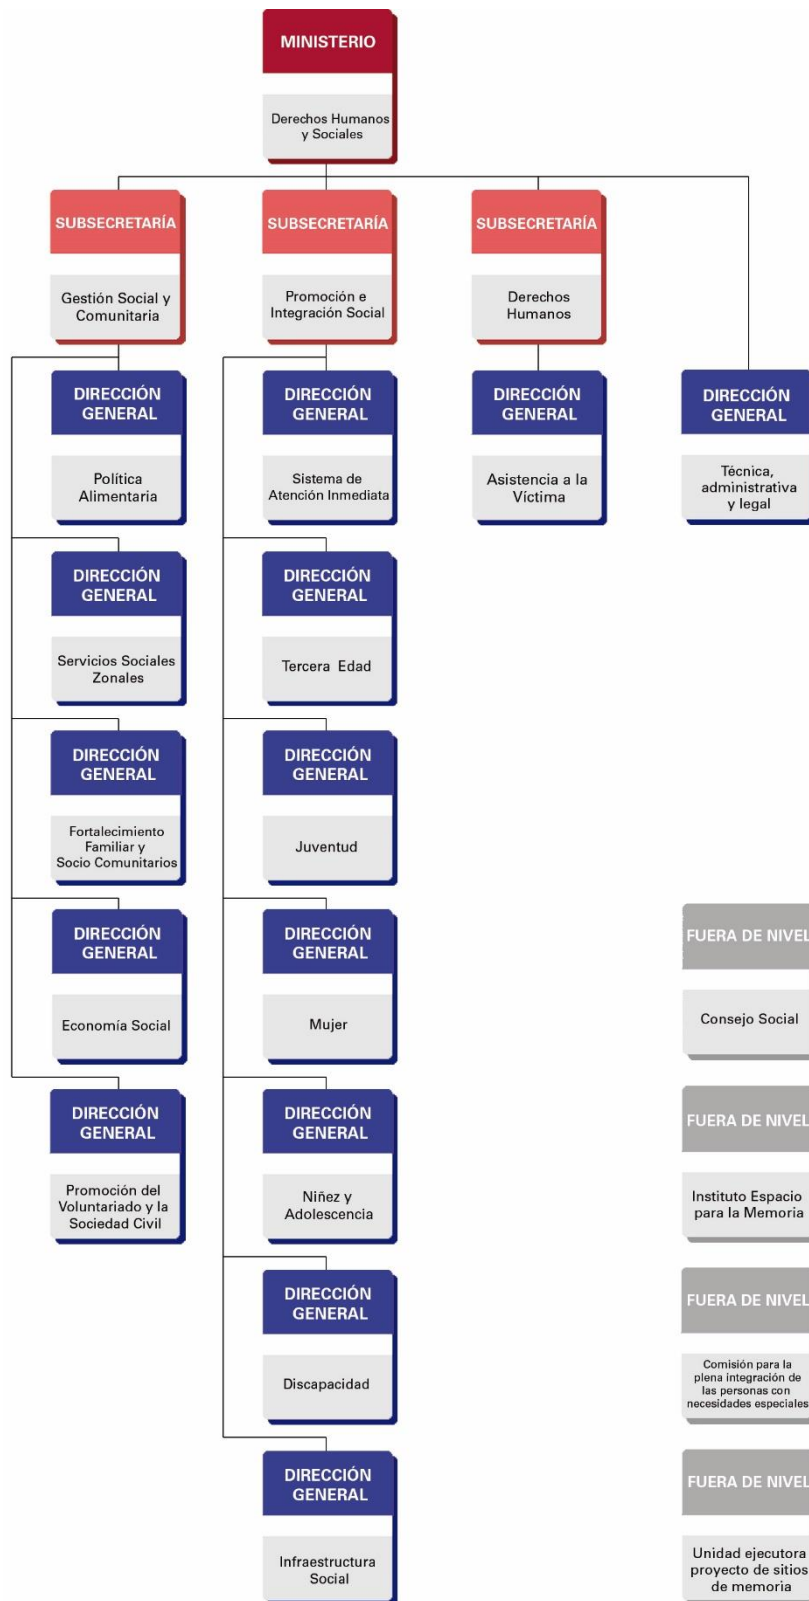 MINISTERIO
Derechos Humanos
y Sociales
SUBSECRETARÍA
Gestión Social y
Comunitaria
SUBSECRETARÍA
Promoción e
Integración Social
SUBSECRETARÍA
Derechos
Humanos
DIRECCIÓN
GENERAL
Política
Alimentaria
DIRECCIÓN
GENERAL
Sistema de
Atención Inmediata
DIRECCIÓN
GENERAL
Asistencia a la
Víctima
DIRECCIÓN
GENERAL
Técnica,
administrativa
y legal
DIRECCIÓN
GENERAL
Servicios Sociales
Zonales
DIRECCIÓN
GENERAL
Tercera Edad
DIRECCIÓN
GENERAL
Fortalecimiento
Familiar y
Socio Comunitarios
DIRECCIÓN
GENERAL
Juventud
DIRECCIÓN
GENERAL
Economía Social
DIRECCIÓN
GENERAL
Mujer
FUERA DE NIVEL
Consejo Social
DIRECCIÓN
GENERAL
Promoción del
Voluntariado y la
Sociedad Civil
DIRECCIÓN
GENERAL
Niñez y
Adolescencia
FUERA DE NIVEL
Instituto Espacio
para la Memoria
DIRECCIÓN
GENERAL
Discapacidad
FUERA DE NIVEL
Comisión para la
plena integración de
las personas con
necesidades especiales
DIRECCIÓN
GENERAL
Infraestructura
Social
FUERA DE NIVEL
Unidad ejecutora
proyecto de sitios
de memoria